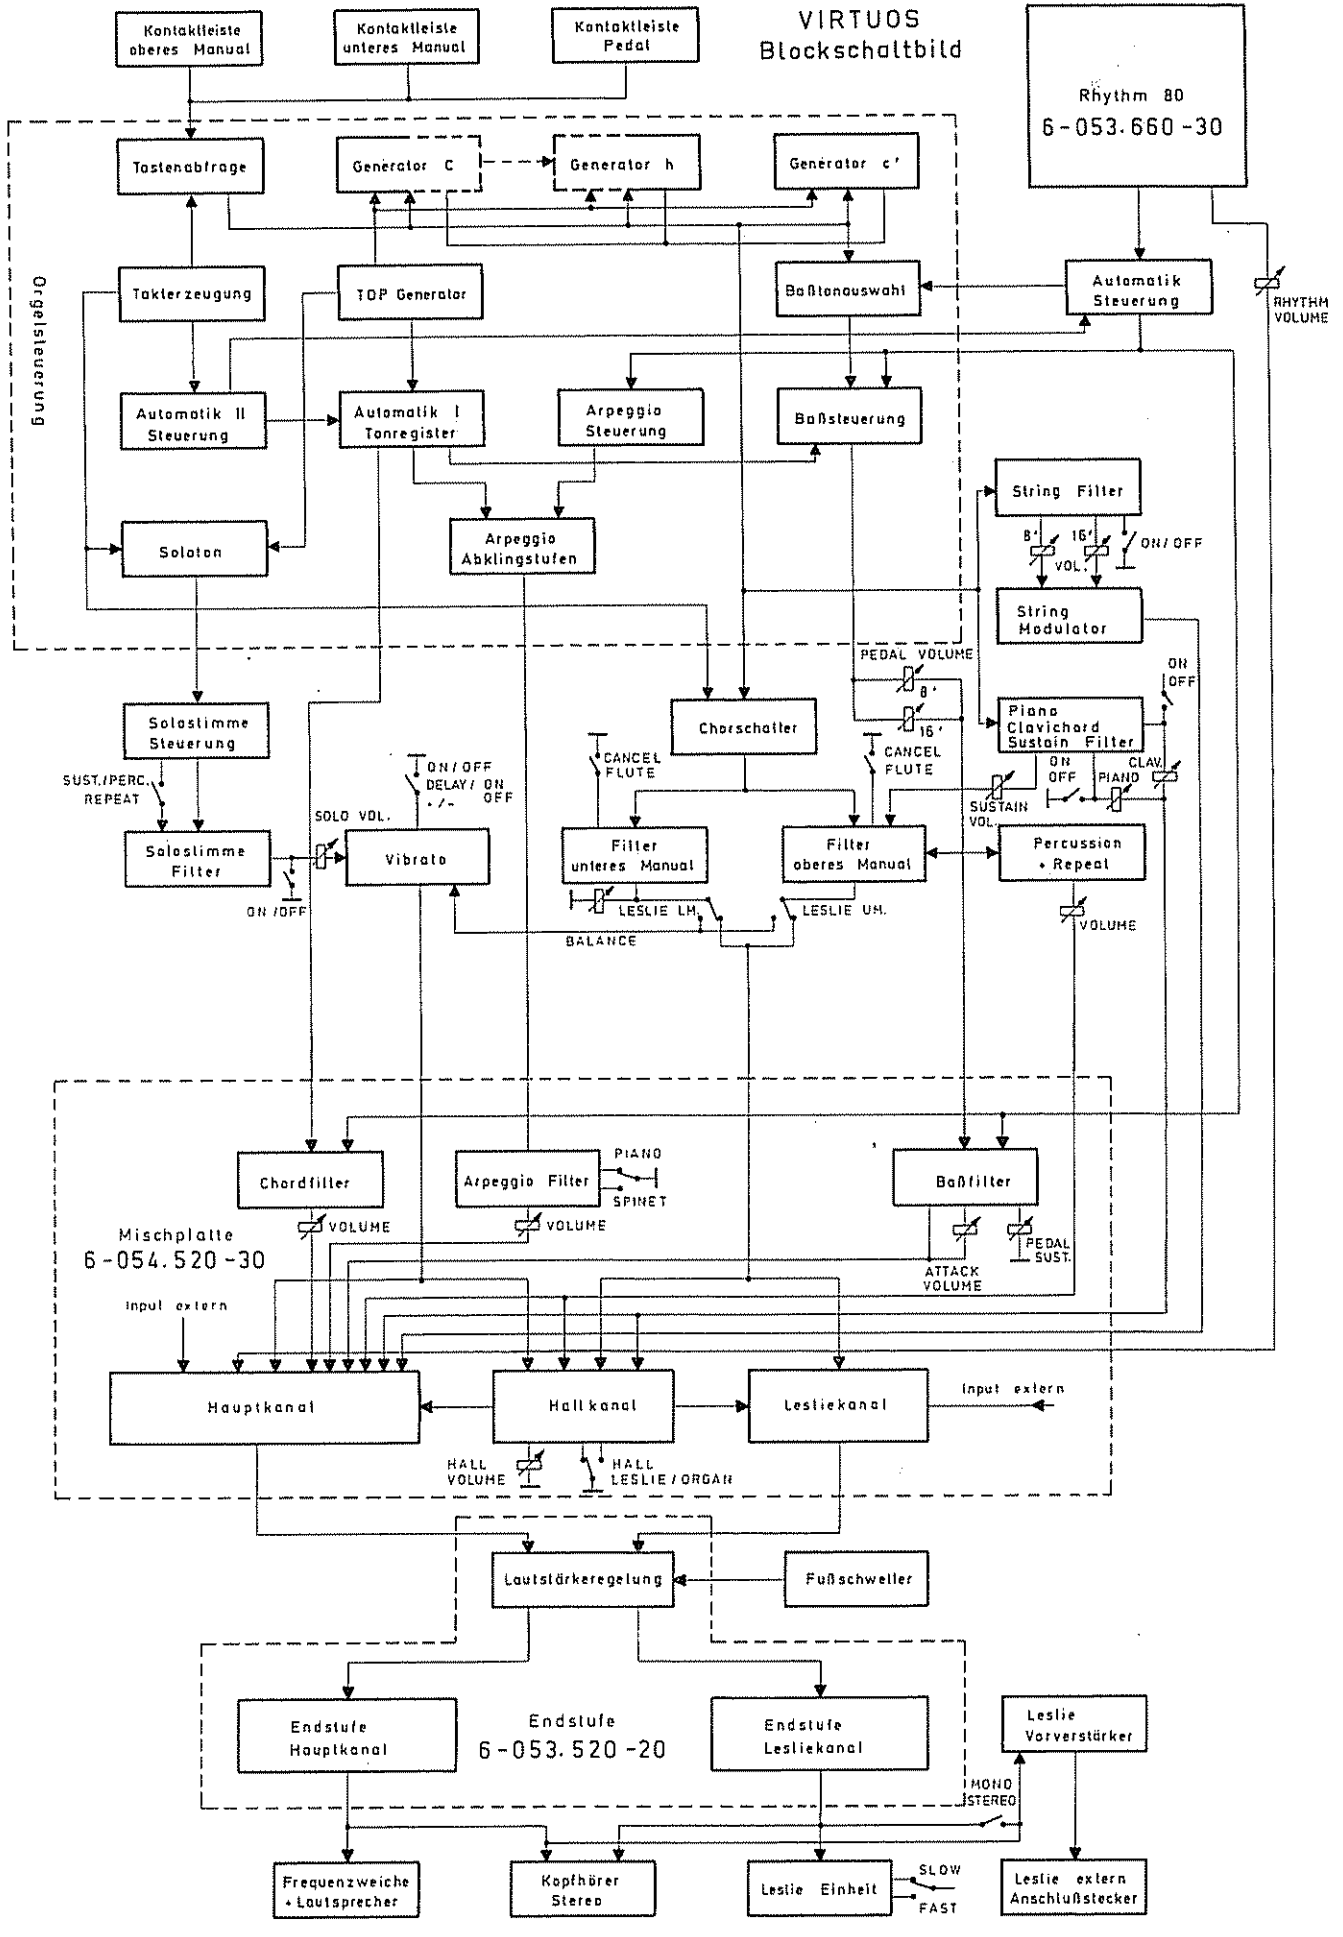 VIRTUOS
Blockschaltbild
Kontaktleiste
oberes Manual
Kontaktleiste
unteres Manual
Kontaktleiste
Pedal
Rhythm 80
6-053.660-30
Orgelsteuerung
Tastenabfrage
Generator C
Generator h
Generator c'
Takterzeugung
TOP Generator
Baßtonauswahl
Automatik
Steuerung
RHYTHM
VOLUME
Automatik II
Steuerung
Automatik I
Tonregister
Arpeggio
Steuerung
Baßsteuerung
String Filter
8'
16'
VOL.
ON/OFF
Soloton
Arpeggio
Abklingstufen
String
Modulator
PEDAL VOLUME
8'
16'
ON
OFF
Solostimme
Steuerung
Chorschalter
Piano
Clavichord
Sustain Filter
SUST./PERC.
REPEAT
ON/OFF
DELAY/ ON
OFF
+/-
CANCEL
FLUTE
CANCEL
FLUTE
ON
OFF
PIANO
CLAV.
SUSTAIN
VOL.
SOLO VOL.
Solostimme
Filter
Vibrato
Filter
unteres Manual
Filter
oberes Manual
Percussion
+ Repeat
ON/OFF
LESLIE LM.
LESLIE UM.
BALANCE
VOLUME
Chordfilter
Arpeggio Filter
PIANO
SPINET
Baßfilter
VOLUME
VOLUME
PEDAL
SUST.
ATTACK
VOLUME
Mischplatte
6-054.520-30
Input extern
Hauptkanal
Hallkanal
Lesliekanal
Input extern
HALL
VOLUME
HALL
LESLIE/ORGAN
Lautstärkeregelung
Fußschweller
Endstufe
Hauptkanal
Endstufe
6-053.520-20
Endstufe
Lesliekanal
Leslie
Vorverstärker
MONO
STEREO
Frequenzweiche
+ Lautsprecher
Kopfhörer
Stereo
Leslie Einheit
SLOW
FAST
Leslie extern
Anschlußstecker